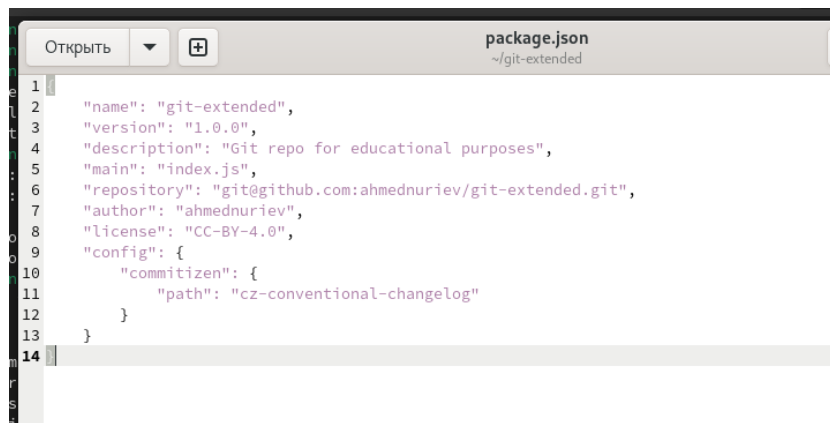 Открыть
package.json
~/git-extended
1 {
2 "name": "git-extended",
3 "version": "1.0.0",
4 "description": "Git repo for educational purposes",
5 "main": "index.js",
6 "repository": "git@github.com:ahmednuriev/git-extended.git",
7 "author": "ahmednuriev",
8 "license": "CC-BY-4.0",
9 "config": {
10 "commitizen": {
11 "path": "cz-conventional-changelog"
12 }
13 }
14 }